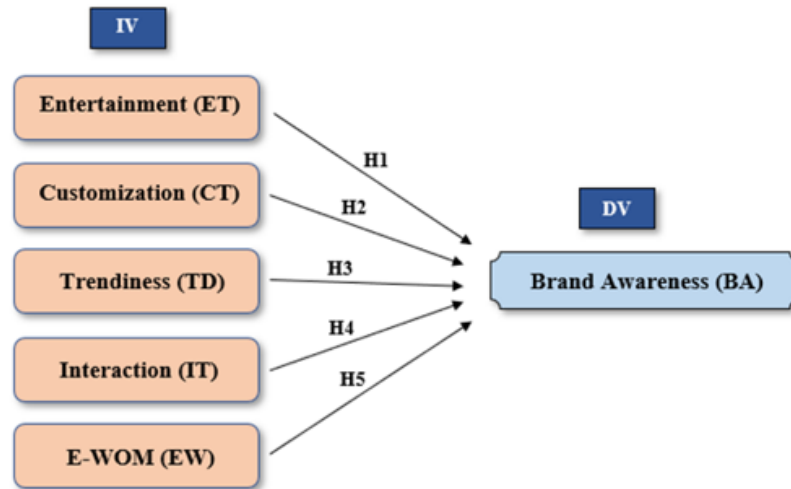 IV
Entertainment (ET)
H1
Customization (CT)
H2
DV
Trendiness (TD)
H3
Brand Awareness (BA)
H4
Interaction (IT)
H5
E-WOM (EW)